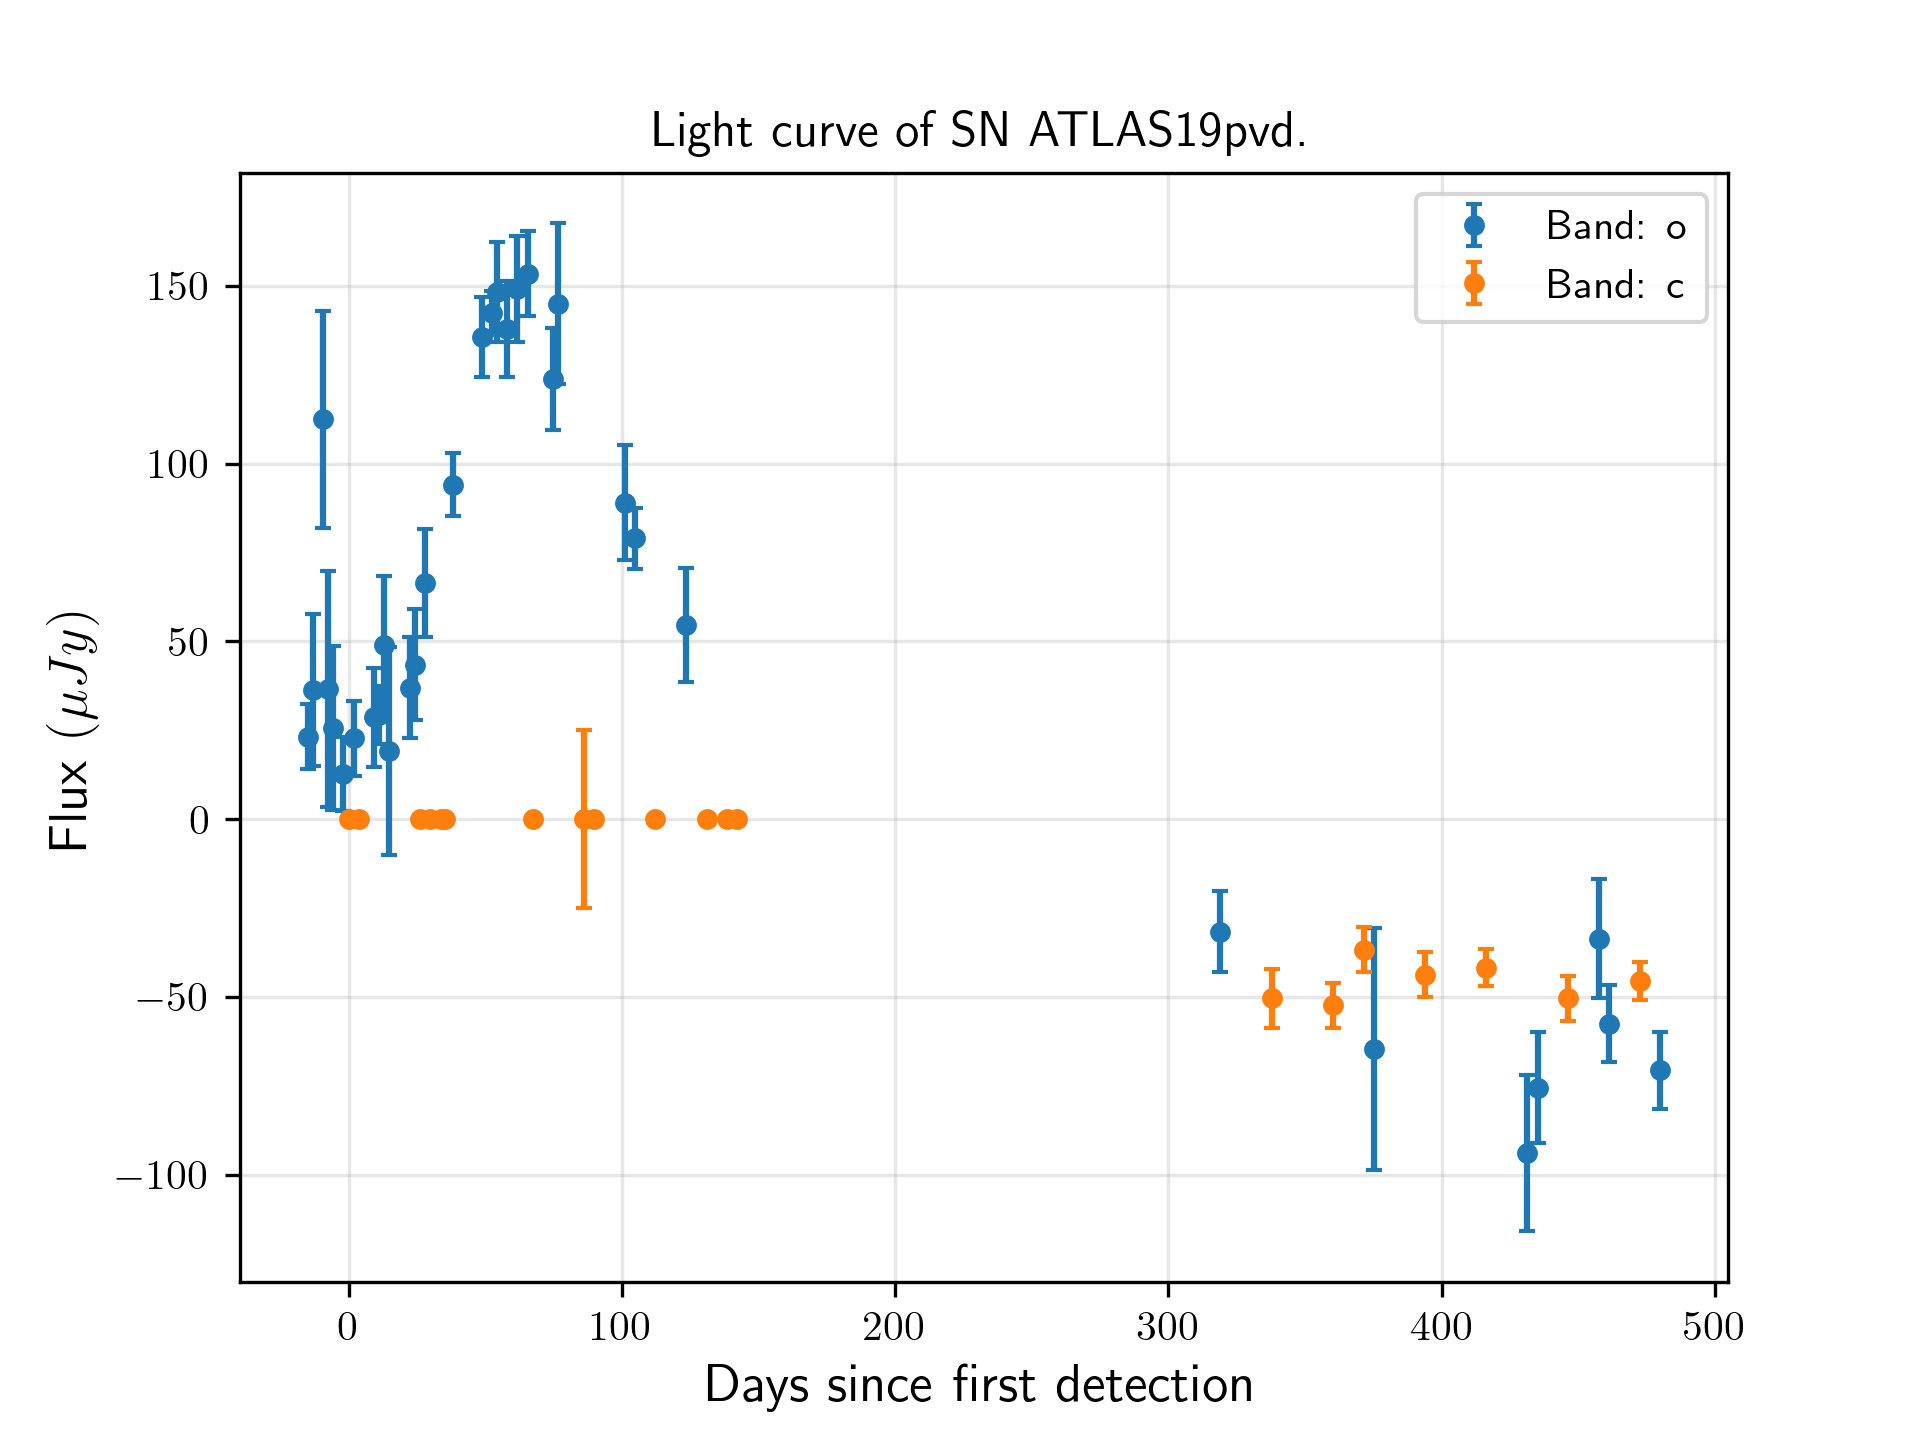 Light curve of SN ATLAS19pvd.
Band: o
Band: c
150
100
50
0
−50
−100
Flux (μJy)
0 100 200 300 400 500
Days since first detection